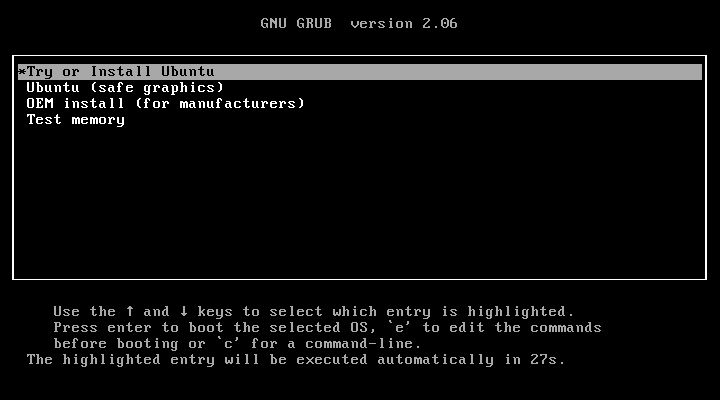 GNU GRUB  version 2.06
*Try or Install Ubuntu
Ubuntu (safe graphics)
OEM install (for manufacturers)
Test memory
Use the ↑ and ↓ keys to select which entry is highlighted.
Press enter to boot the selected OS, `e' to edit the commands
before booting or `c' for a command-line.
The highlighted entry will be executed automatically in 27s.